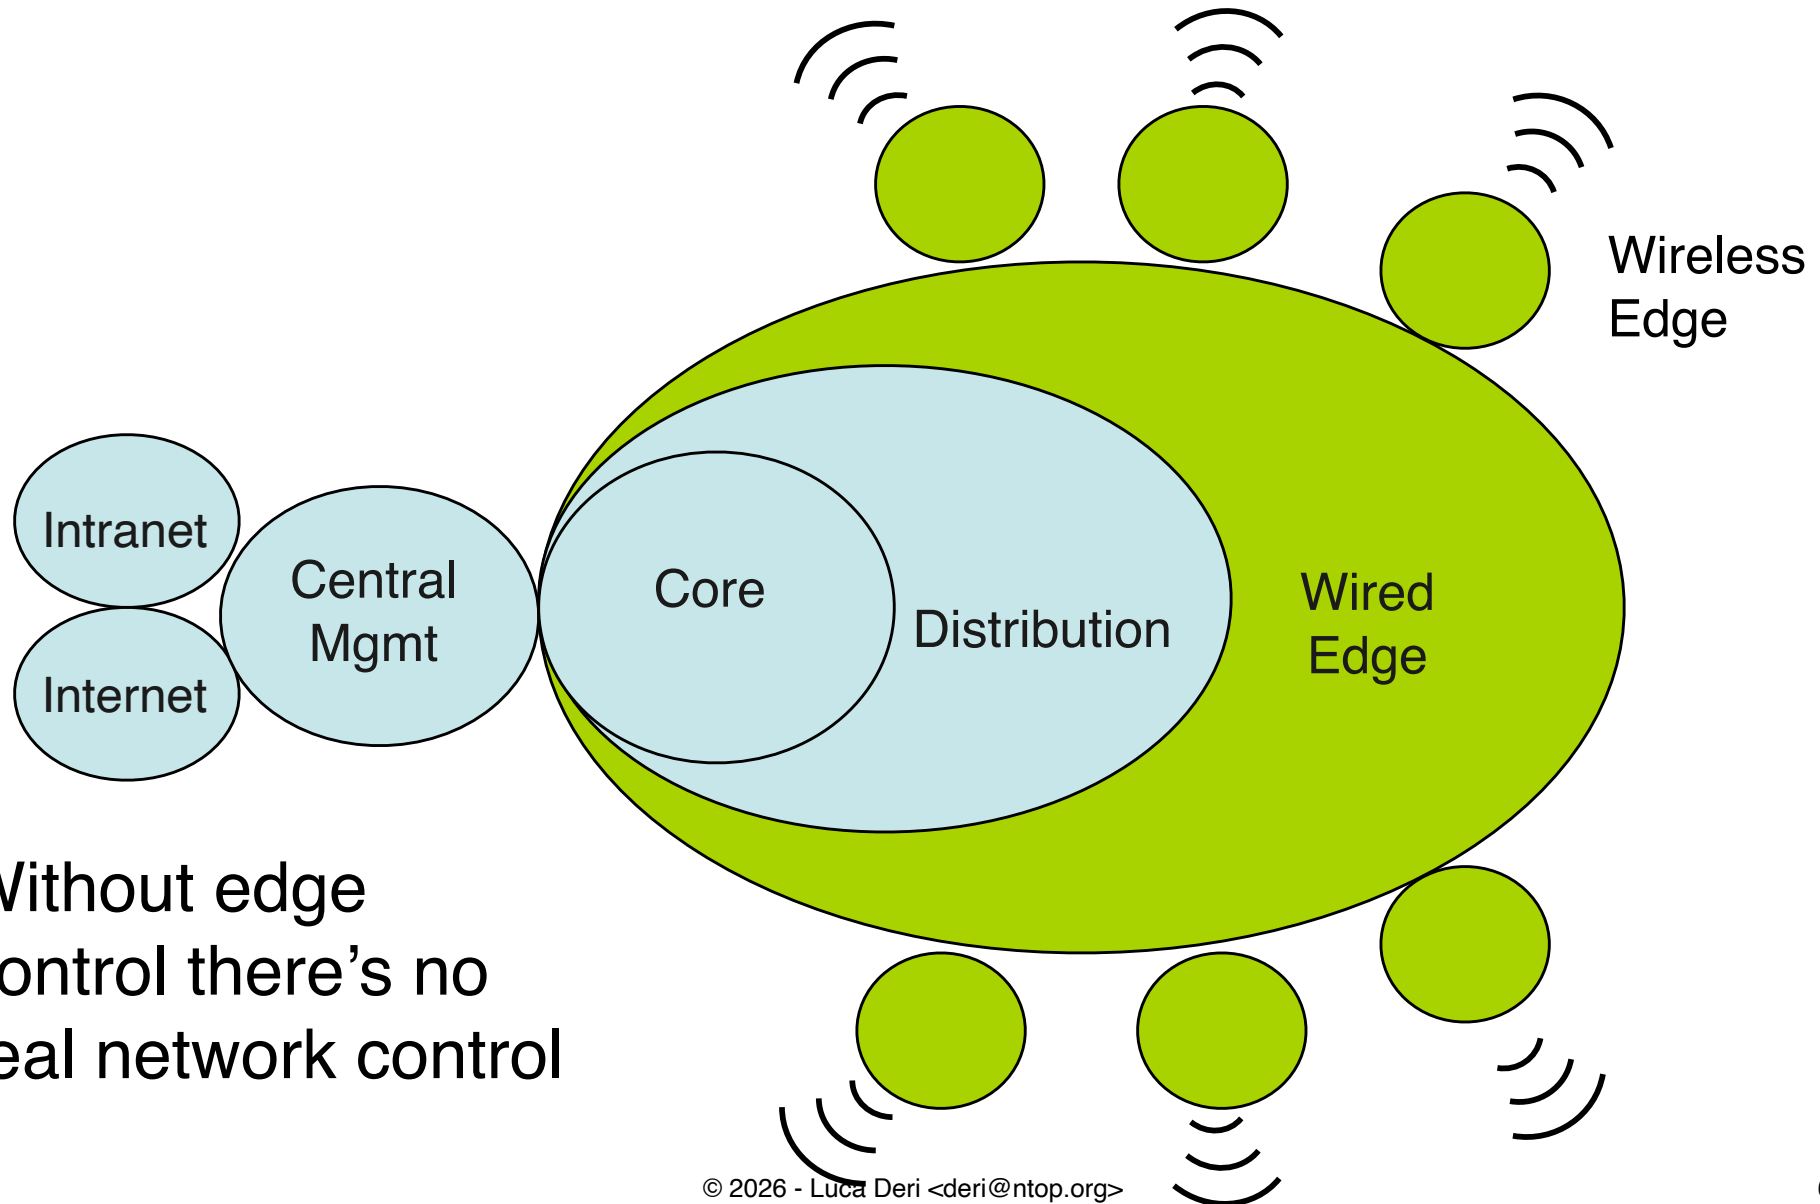 Wireless
Edge
Intranet
Internet
Central
Mgmt
Core
Distribution
Wired
Edge
Without edge
ontrol there's no
eal network control
© 2026 - Luca Deri <deri@ntop.org>